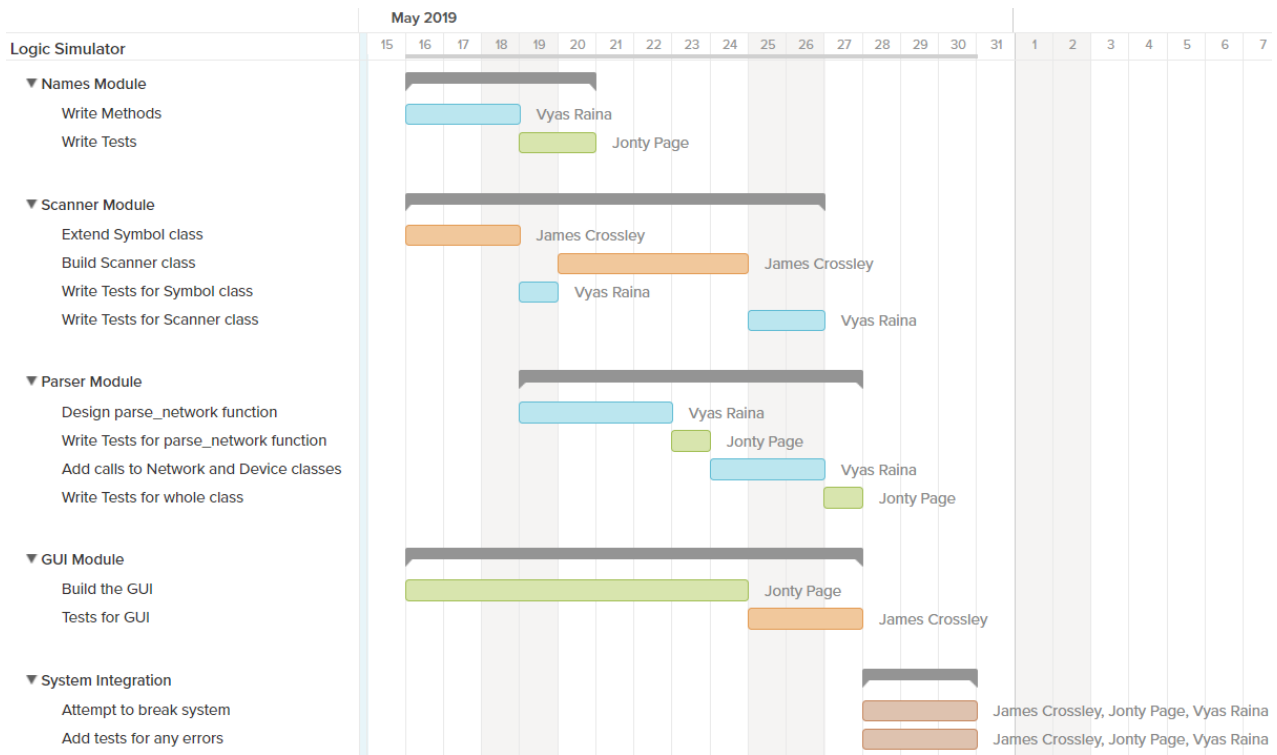 May 2019
Logic Simulator 15 16 17 18 19 20 21 22 23 24 25 26 27 28 29 30 31 1 2 3 4 5 6 7
Names Module
Write Methods Vyas Raina
Write Tests Jonty Page
Scanner Module
Extend Symbol class James Crossley
Build Scanner class James Crossley
Write Tests for Symbol class Vyas Raina
Write Tests for Scanner class Vyas Raina
Parser Module
Design parse_network function Vyas Raina
Write Tests for parse_network function Jonty Page
Add calls to Network and Device classes Vyas Raina
Write Tests for whole class Jonty Page
GUI Module
Build the GUI Jonty Page
Tests for GUI James Crossley
System Integration
Attempt to break system James Crossley, Jonty Page, Vyas Raina
Add tests for any errors James Crossley, Jonty Page, Vyas Raina